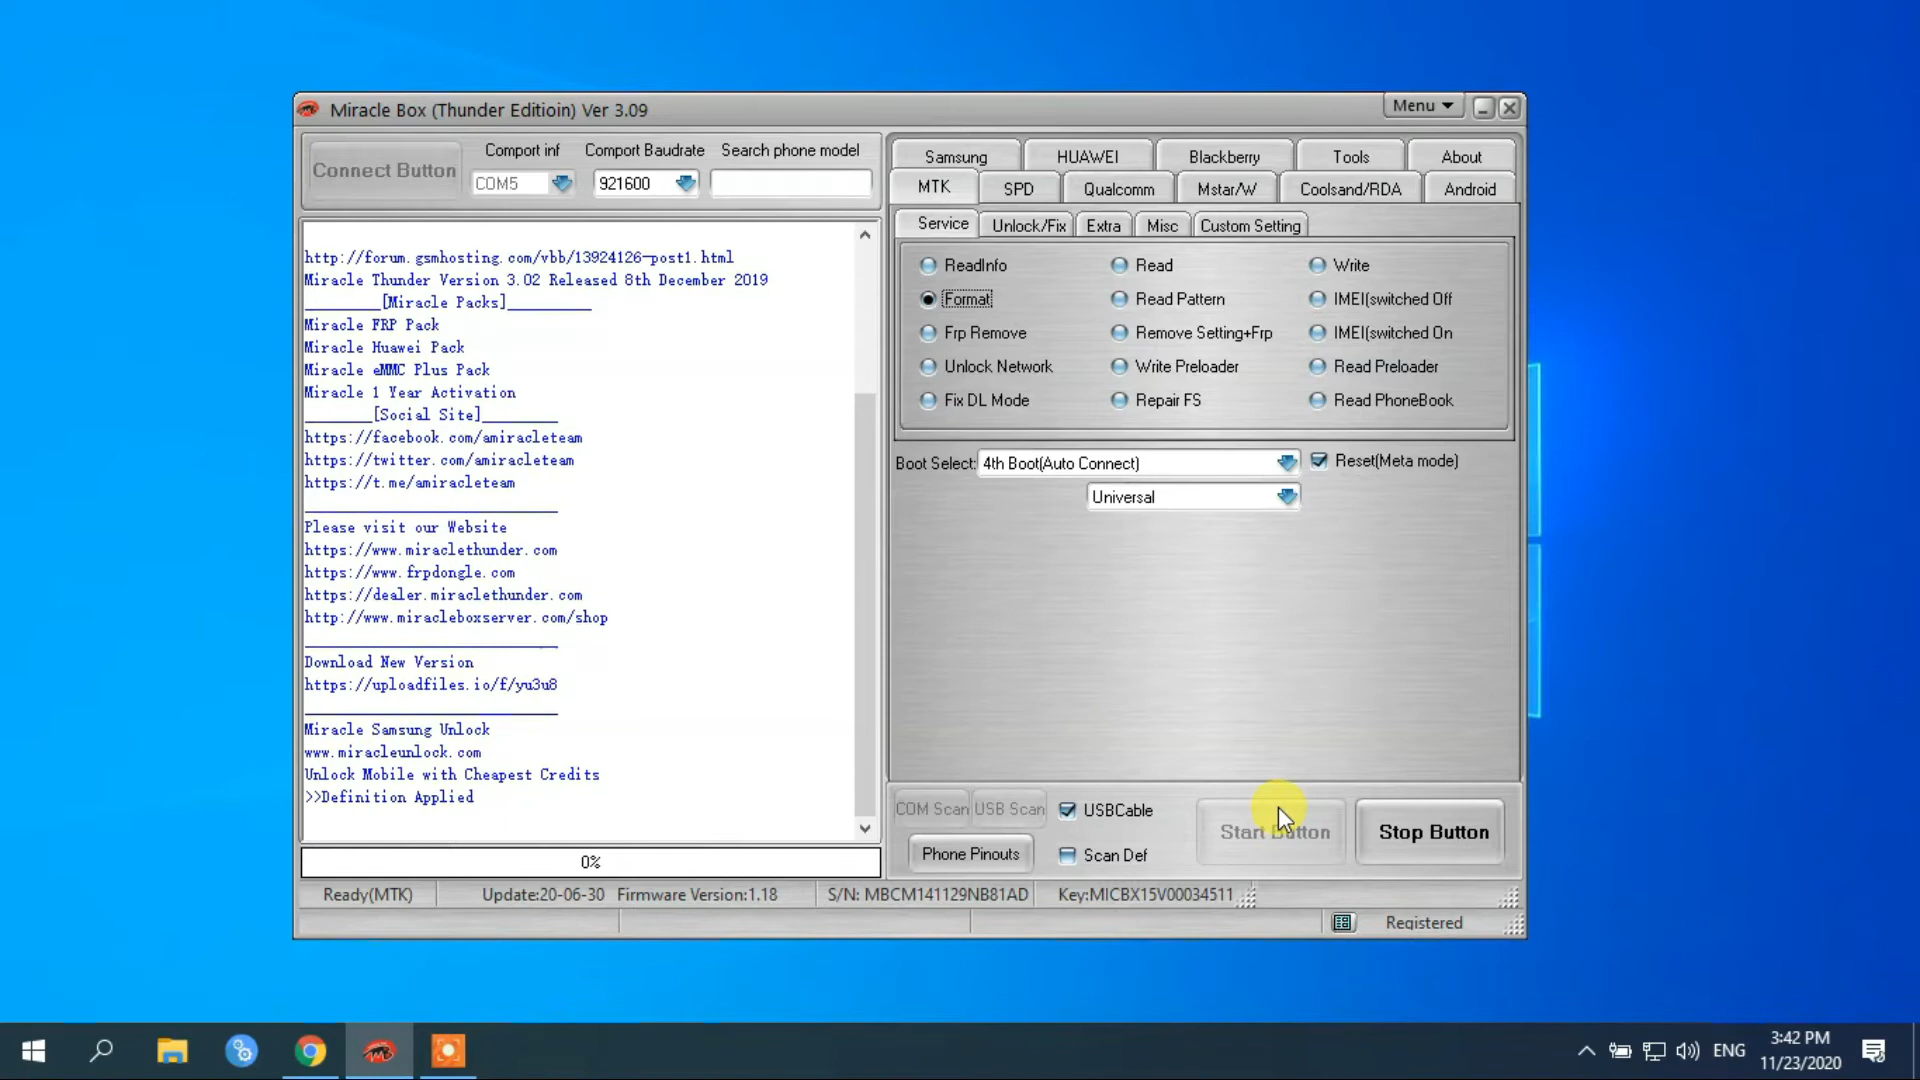 Miracle Box (Thunder Editioin) Ver 3.09
Menu
Connect Button
Comport inf
Comport Baudrate
Search phone model
COM5
921600
http://forum.gsmhosting.com/vbb/13924126-post1.html
Miracle Thunder Version 3.02 Released 8th December 2019
_________[Miracle Packs]__________
Miracle FRP Pack
Miracle Huawei Pack
Miracle eMMC Plus Pack
Miracle 1 Year Activation
________[Social Site]_________
https://facebook.com/amiracleteam
https://twitter.com/amiracleteam
https://t.me/amiracleteam
Please visit our Website
https://www.miraclethunder.com
https://www.frpdongle.com
https://dealer.miraclethunder.com
http://www.miracleboxserver.com/shop
Download New Version
https://uploadfiles.io/f/yu3u8
Miracle Samsung Unlock
www.miracleunlock.com
Unlock Mobile with Cheapest Credits
>>Definition Applied
0%
Samsung HUAWEI Blackberry Tools About
MTK SPD Qualcomm Mstar/W Coolsand/RDA Android
Service Unlock/Fix Extra Misc Custom Setting
ReadInfo Read Write
Format Read Pattern IMEI(switched Off
Frp Remove Remove Setting+Frp IMEI(switched On
Unlock Network Write Preloader Read Preloader
Fix DL Mode Repair FS Read PhoneBook
Boot Select: 4th Boot(Auto Connect) Reset(Meta mode)
Universal
COM Scan USB Scan USBCable
Phone Pinouts Scan Def
Start Button Stop Button
Ready(MTK) Update:20-06-30 Firmware Version:1.18 S/N: MBCM141129NB81AD Key:MICBX15V00034511
Registered
ENG
3:42 PM
11/23/2020